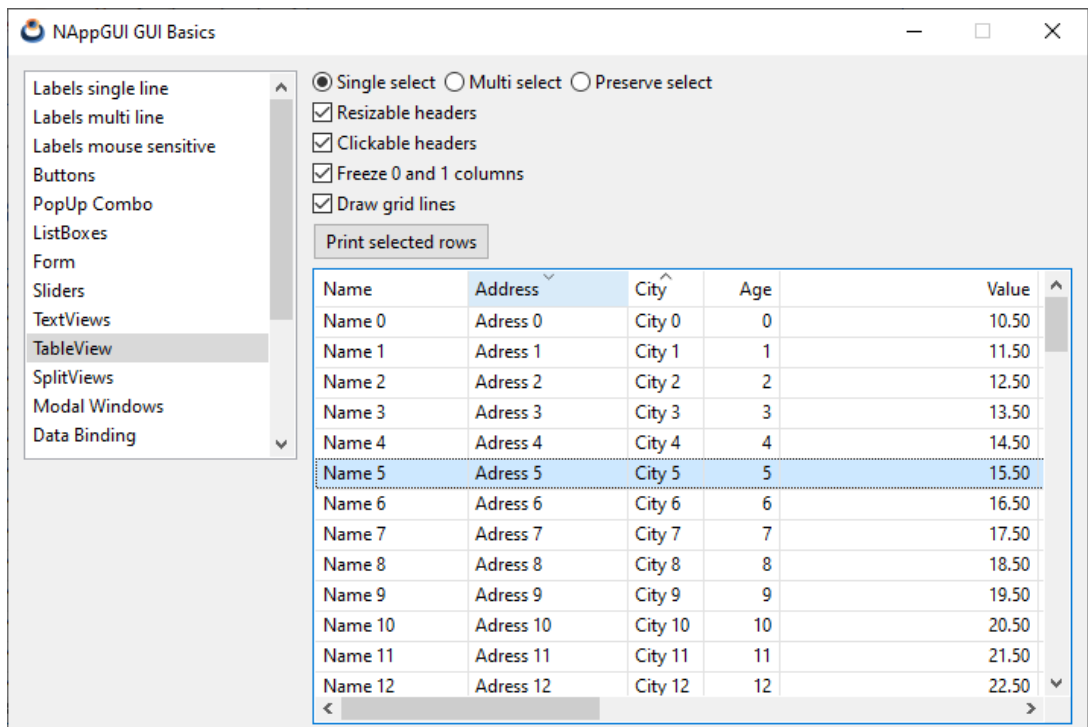 NAppGUI GUI Basics
Labels single line
Labels multi line
Labels mouse sensitive
Buttons
PopUp Combo
ListBoxes
Form
Sliders
TextViews
TableView
SplitViews
Modal Windows
Data Binding
Single select Multi select Preserve select
Resizable headers
Clickable headers
Freeze 0 and 1 columns
Draw grid lines
Print selected rows
Name Address City Age Value
Name 0 Adress 0 City 0 0 10.50
Name 1 Adress 1 City 1 1 11.50
Name 2 Adress 2 City 2 2 12.50
Name 3 Adress 3 City 3 3 13.50
Name 4 Adress 4 City 4 4 14.50
Name 5 Adress 5 City 5 5 15.50
Name 6 Adress 6 City 6 6 16.50
Name 7 Adress 7 City 7 7 17.50
Name 8 Adress 8 City 8 8 18.50
Name 9 Adress 9 City 9 9 19.50
Name 10 Adress 10 City 10 10 20.50
Name 11 Adress 11 City 11 11 21.50
Name 12 Adress 12 City 12 12 22.50